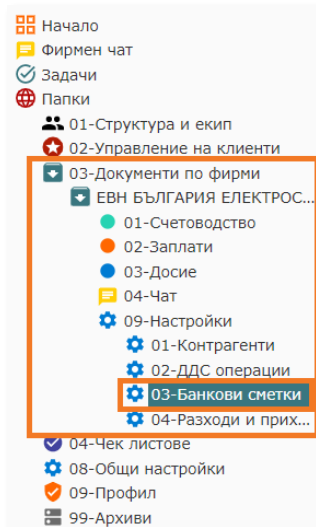 Начало
Фирмен чат
Задачи
Папки
01-Структура и екип
02-Управление на клиенти
03-Документи по фирми
ЕВН БЪЛГАРИЯ ЕЛЕКТРОС...
01-Счетоводство
02-Заплати
03-Досие
04-Чат
09-Настройки
01-Контрагенти
02-ДДС операции
03-Банкови сметки
04-Разходи и прих...
04-Чек листове
08-Общи настройки
09-Профил
99-Архиви